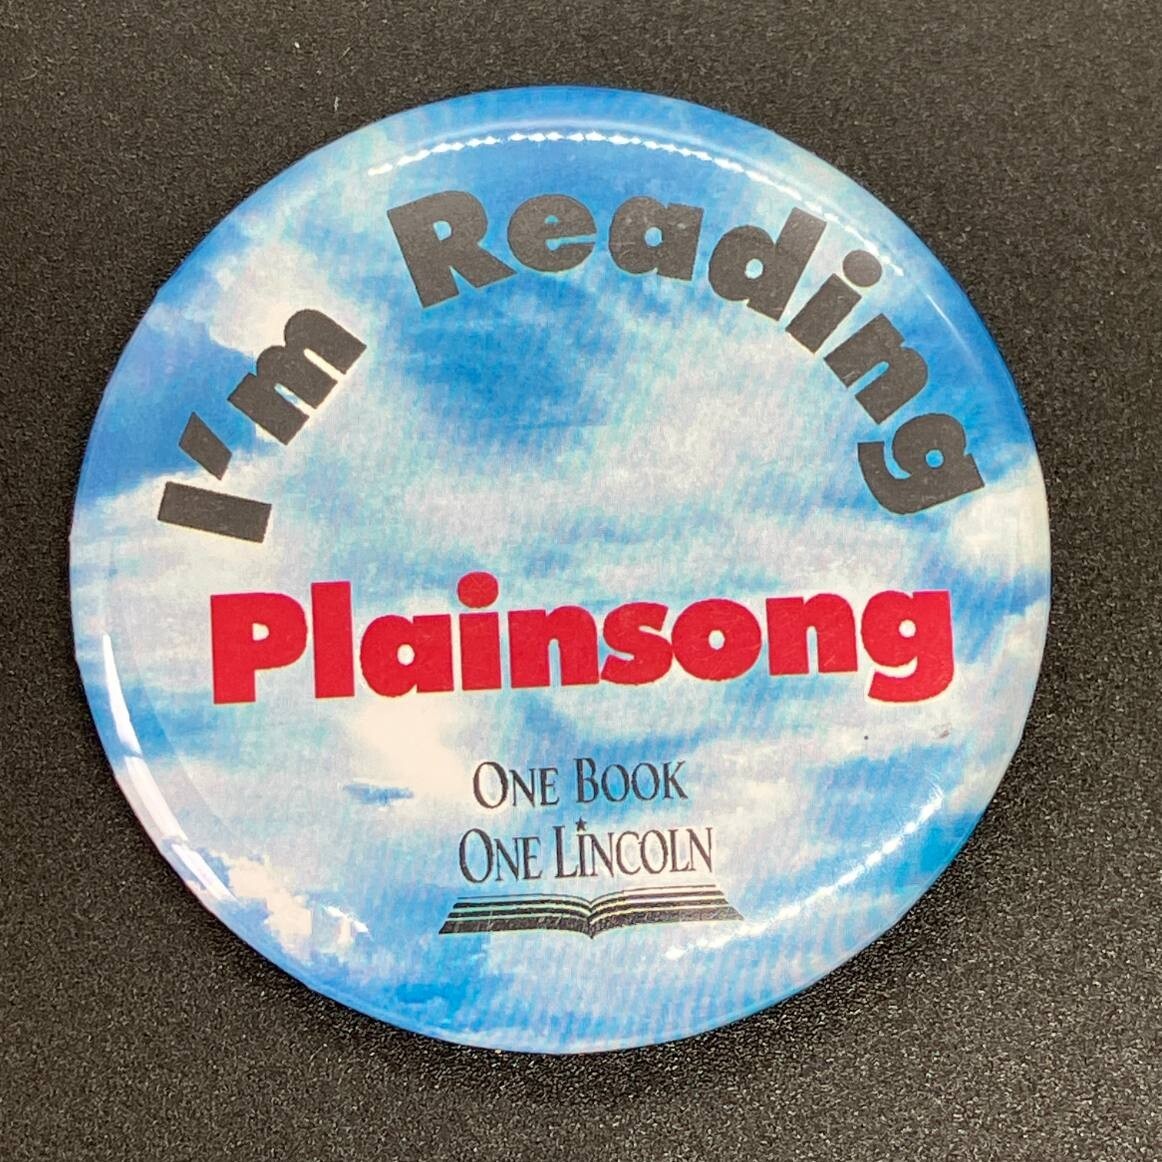 I'm Reading
Plainsong
ONE BOOK
ONE LINCOLN